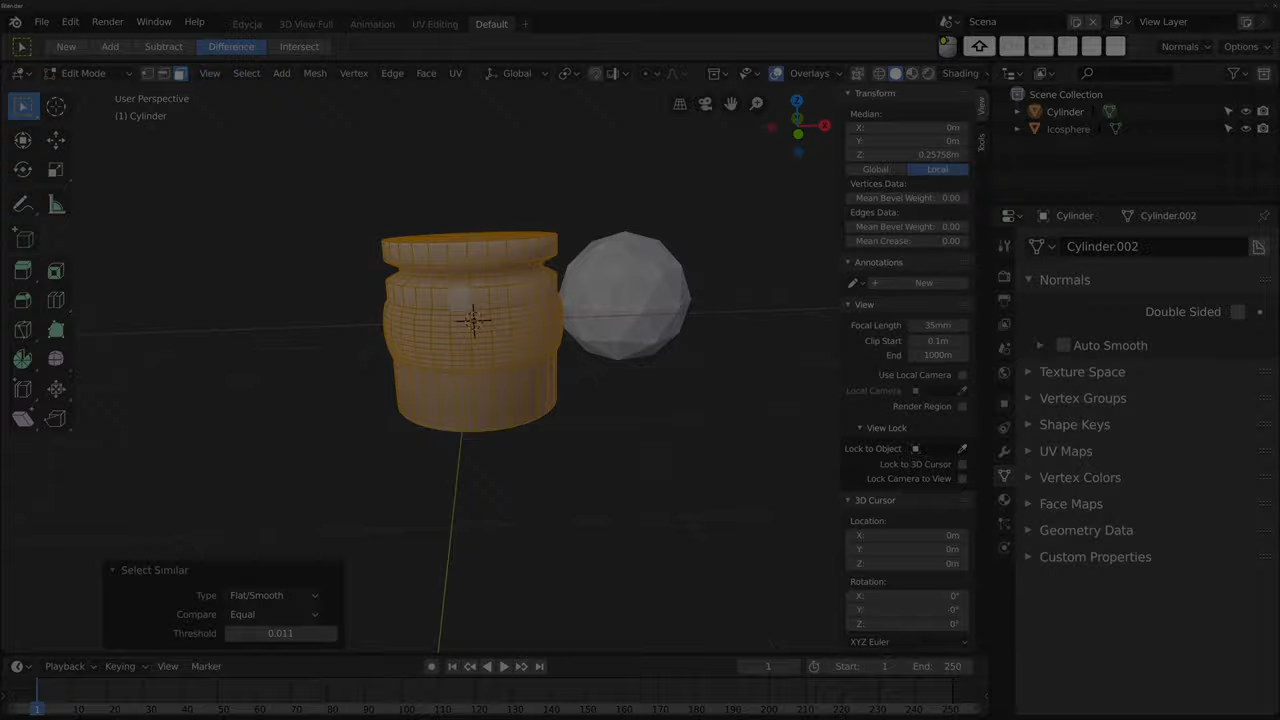 Blender
File Edit Render Window Help
Edycja 3D View Full Animation UV Editing Default +
Scena
View Layer
New Add Subtract Difference Intersect
Normals Options
Edit Mode View Select Add Mesh Vertex Edge Face UV Global Overlays Shading
User Perspective
(1) Cylinder
Z
X
Transform
Median:
X: 0m
Y: 0m
Z: 0.25758m
Global Local
Vertices Data:
Mean Bevel Weight: 0.00
Edges Data:
Mean Bevel Weight: 0.00
Mean Crease: 0.00
Annotations
New
View
Focal Length 35mm
Clip Start 0.1m
End 1000m
Use Local Camera
Local Camera
Render Region
View Lock
Lock to Object
Lock to 3D Cursor
Lock Camera to View
3D Cursor
Location:
X: 0m
Y: 0m
Z: 0m
Rotation:
X: 0°
Y: -0°
Z: 0°
XYZ Euler
View
Tools
Scene Collection
Cylinder
Icosphere
Cylinder Cylinder.002
Cylinder.002
Normals
Double Sided
Auto Smooth
Texture Space
Vertex Groups
Shape Keys
UV Maps
Vertex Colors
Face Maps
Geometry Data
Custom Properties
Select Similar
Type Flat/Smooth
Compare Equal
Threshold 0.011
Playback Keying View Marker
1 Start: 1 End: 250
1 10 20 30 40 50 60 70 80 90 100 110 120 130 140 150 160 170 180 190 200 210 220 230 240 250